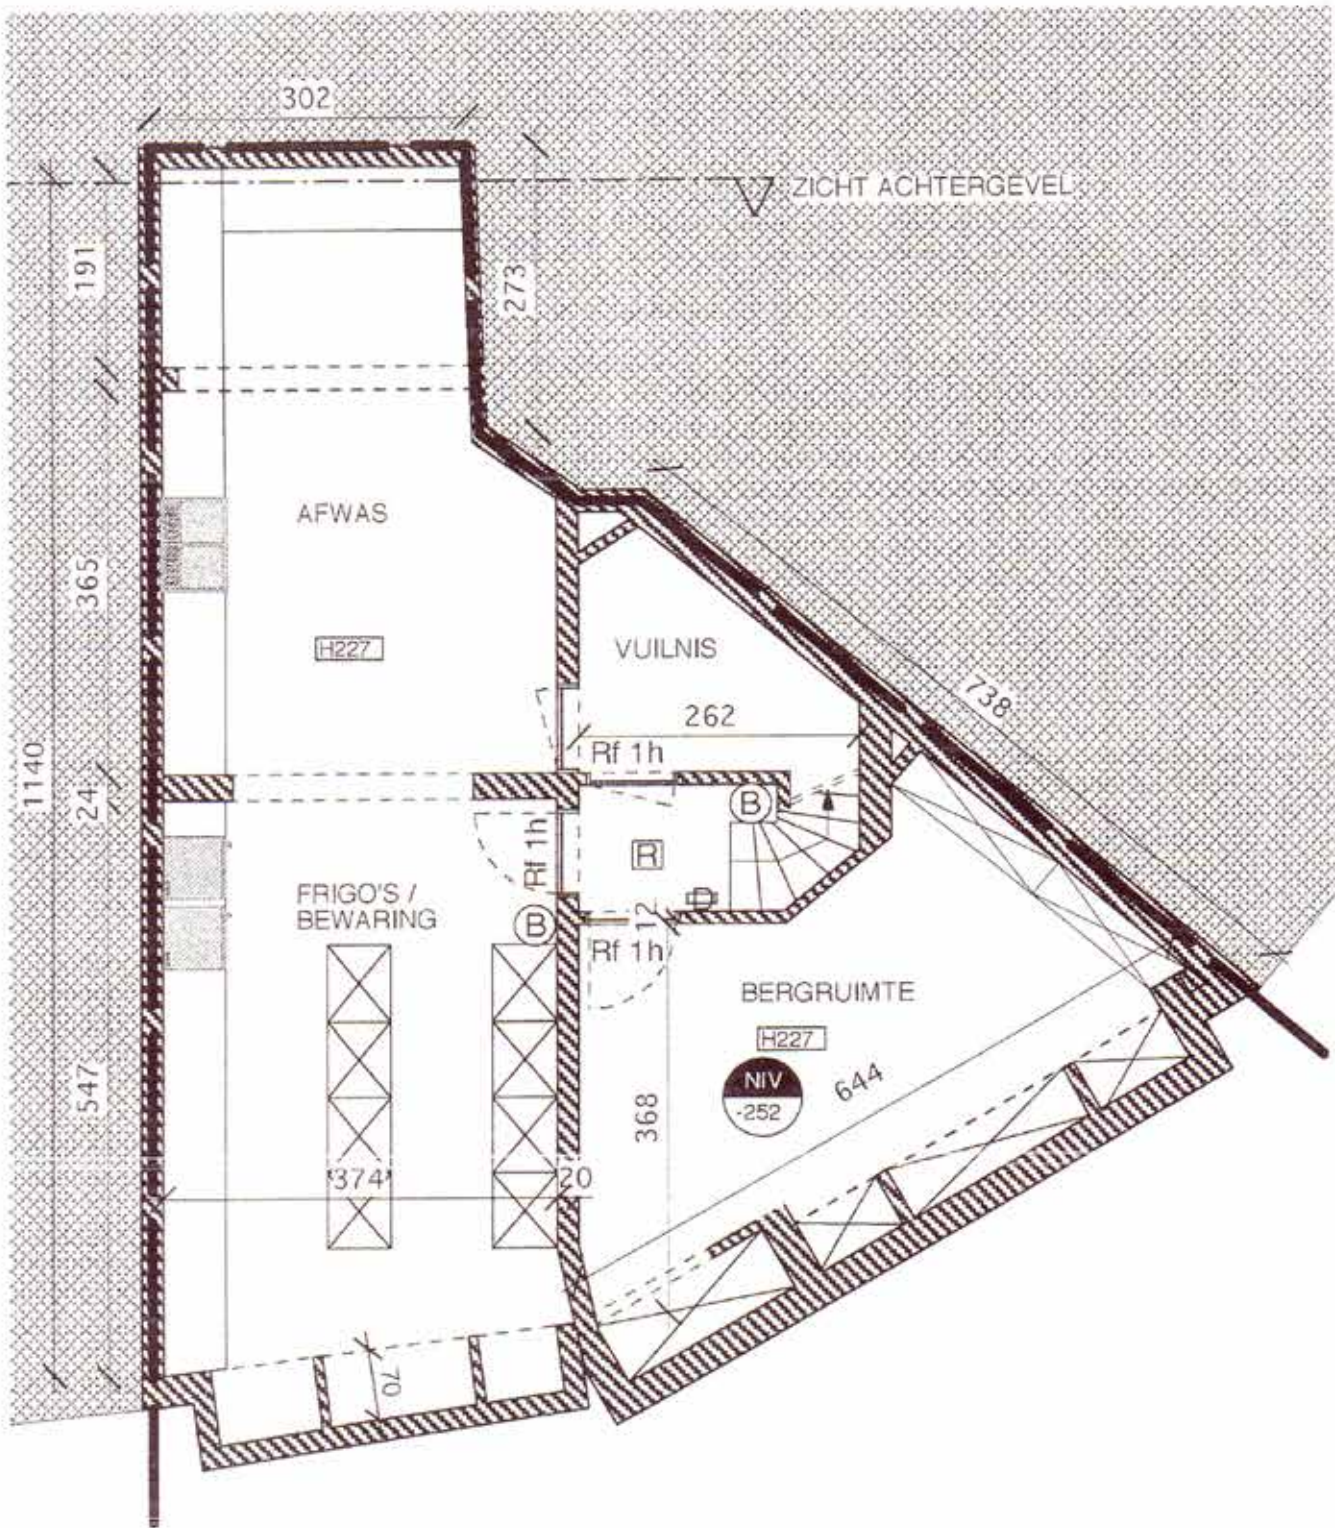 302
ZICHT ACHTERGEVEL
191
273
AFWAS
365
H227
VUILNIS
738
262
Rf 1h
1140
24
B
R
Rf 1h
FRIGO'S /
BEWARING
B
12
Rf 1h
BERGRUIMTE
H227
NIV
-252
644
547
368
374
20
70